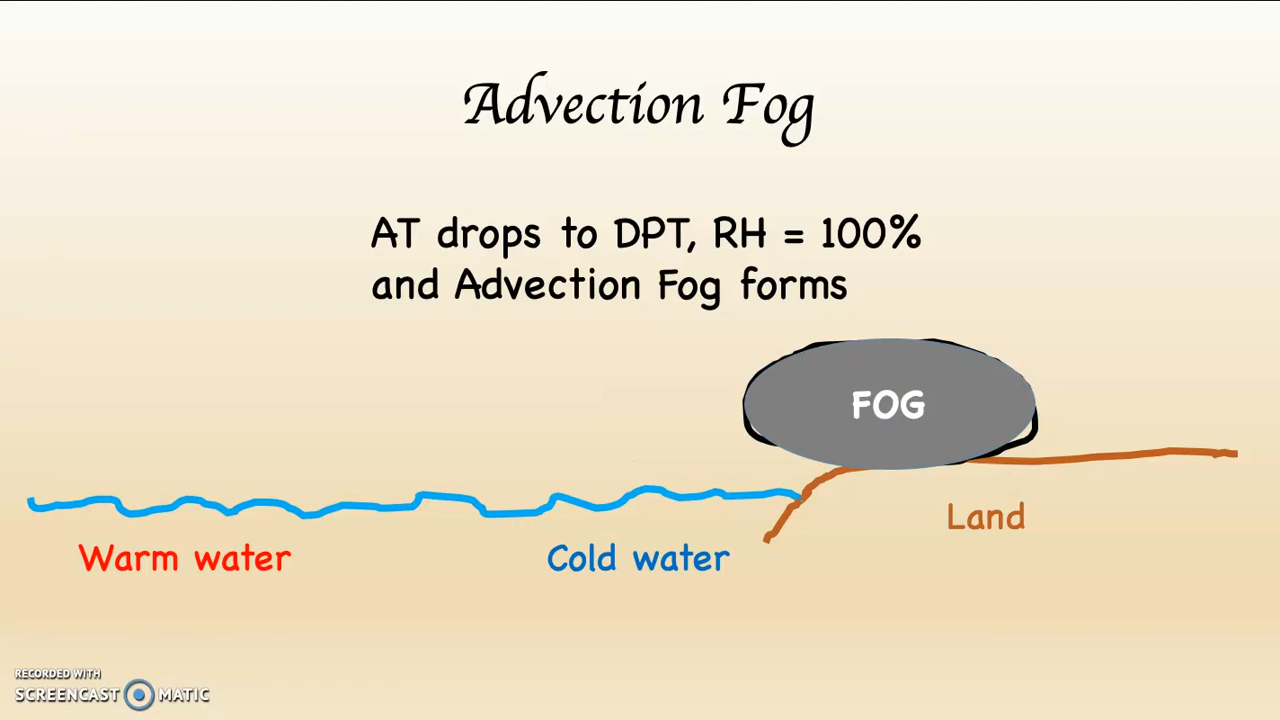 Advection Fog
AT drops to DPT, RH = 100%
and Advection Fog forms
FOG
Land
Warm water
Cold water
RECORDED WITH
SCREENCAST MATIC